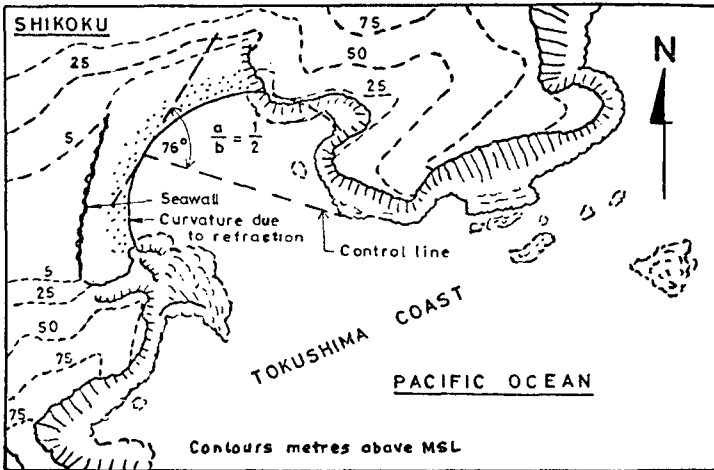 SHIKOKU
75
50
25
25
5
N
76°
a/b = 1/2
Seawall
Curvature due
to refraction
Control line
5
25
50
75
75
TOKUSHIMA COAST
PACIFIC OCEAN
Contours metres above MSL